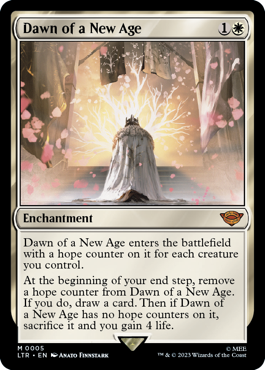 Dawn of a New Age 1
Enchantment
Dawn of a New Age enters the battlefield
with a hope counter on it for each creature
you control.
At the beginning of your end step, remove
a hope counter from Dawn of a New Age.
If you do, draw a card. Then if Dawn of
a New Age has no hope counters on it,
sacrifice it and you gain 4 life.
M 0005
LTR • EN Anato Finnstark
© MEE
™ & © 2023 Wizards of the Coast